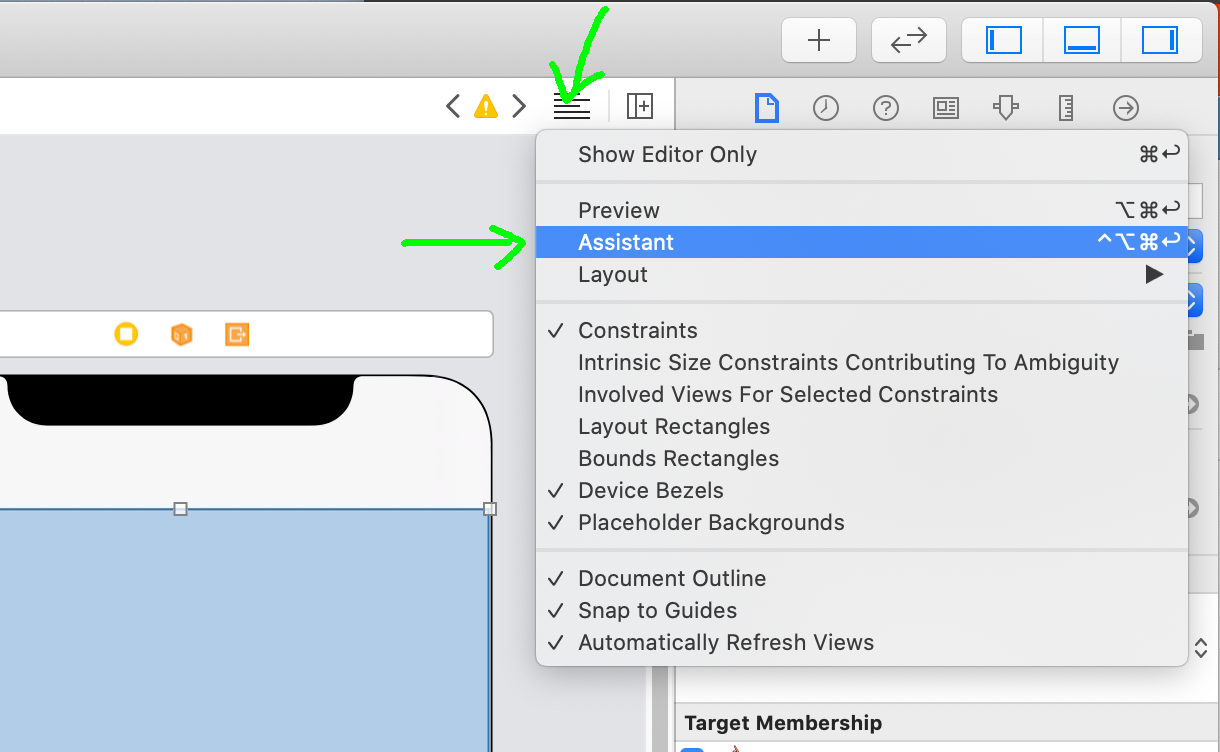 Show Editor Only ⌘↩
Preview ⌥⌘↩
Assistant ^⌥⌘↩
Layout
Constraints
Intrinsic Size Constraints Contributing To Ambiguity
Involved Views For Selected Constraints
Layout Rectangles
Bounds Rectangles
Device Bezels
Placeholder Backgrounds
Document Outline
Snap to Guides
Automatically Refresh Views
Target Membership